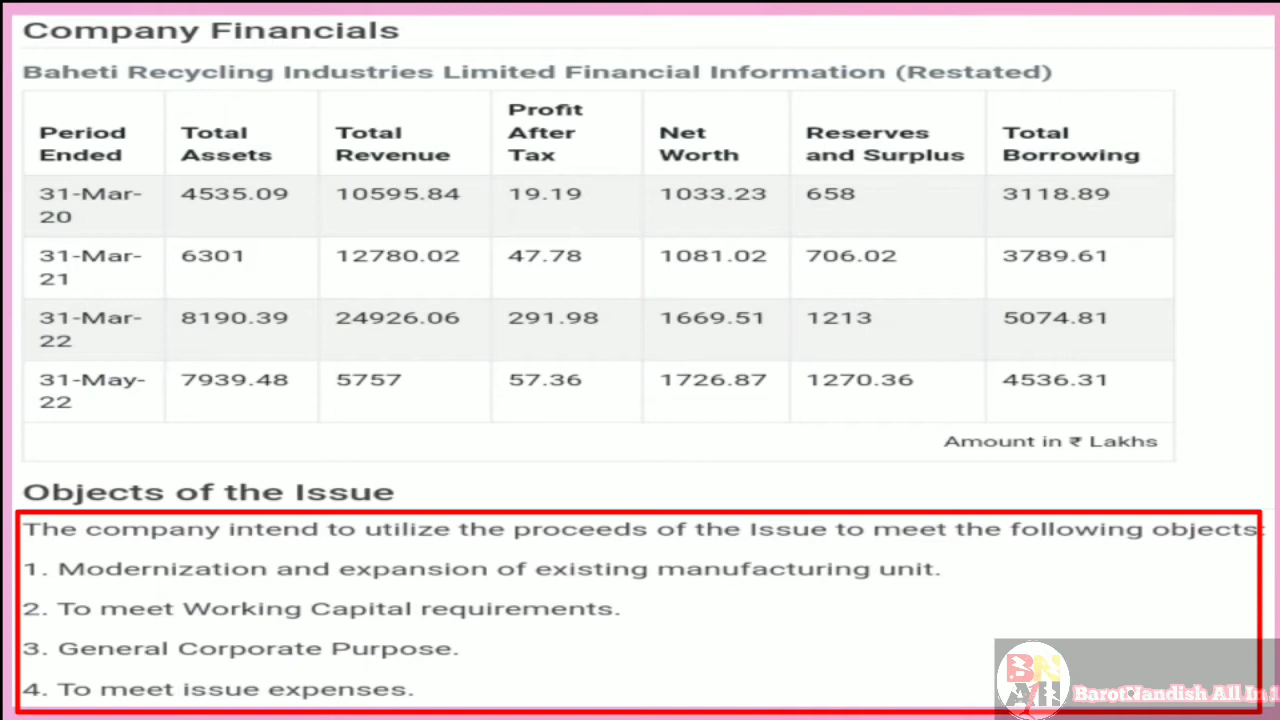 Company Financials
Baheti Recycling Industries Limited Financial Information (Restated)
Period Ended Total Assets Total Revenue Profit After Tax Net Worth Reserves and Surplus Total Borrowing
31-Mar-20 4535.09 10595.84 19.19 1033.23 658 3118.89
31-Mar-21 6301 12780.02 47.78 1081.02 706.02 3789.61
31-Mar-22 8190.39 24926.06 291.98 1669.51 1213 5074.81
31-May-22 7939.48 5757 57.36 1726.87 1270.36 4536.31
Amount in ₹ Lakhs
Objects of the Issue
The company intend to utilize the proceeds of the Issue to meet the following objects:
1. Modernization and expansion of existing manufacturing unit.
2. To meet Working Capital requirements.
3. General Corporate Purpose.
4. To meet issue expenses.
Barot Nandish All In 1